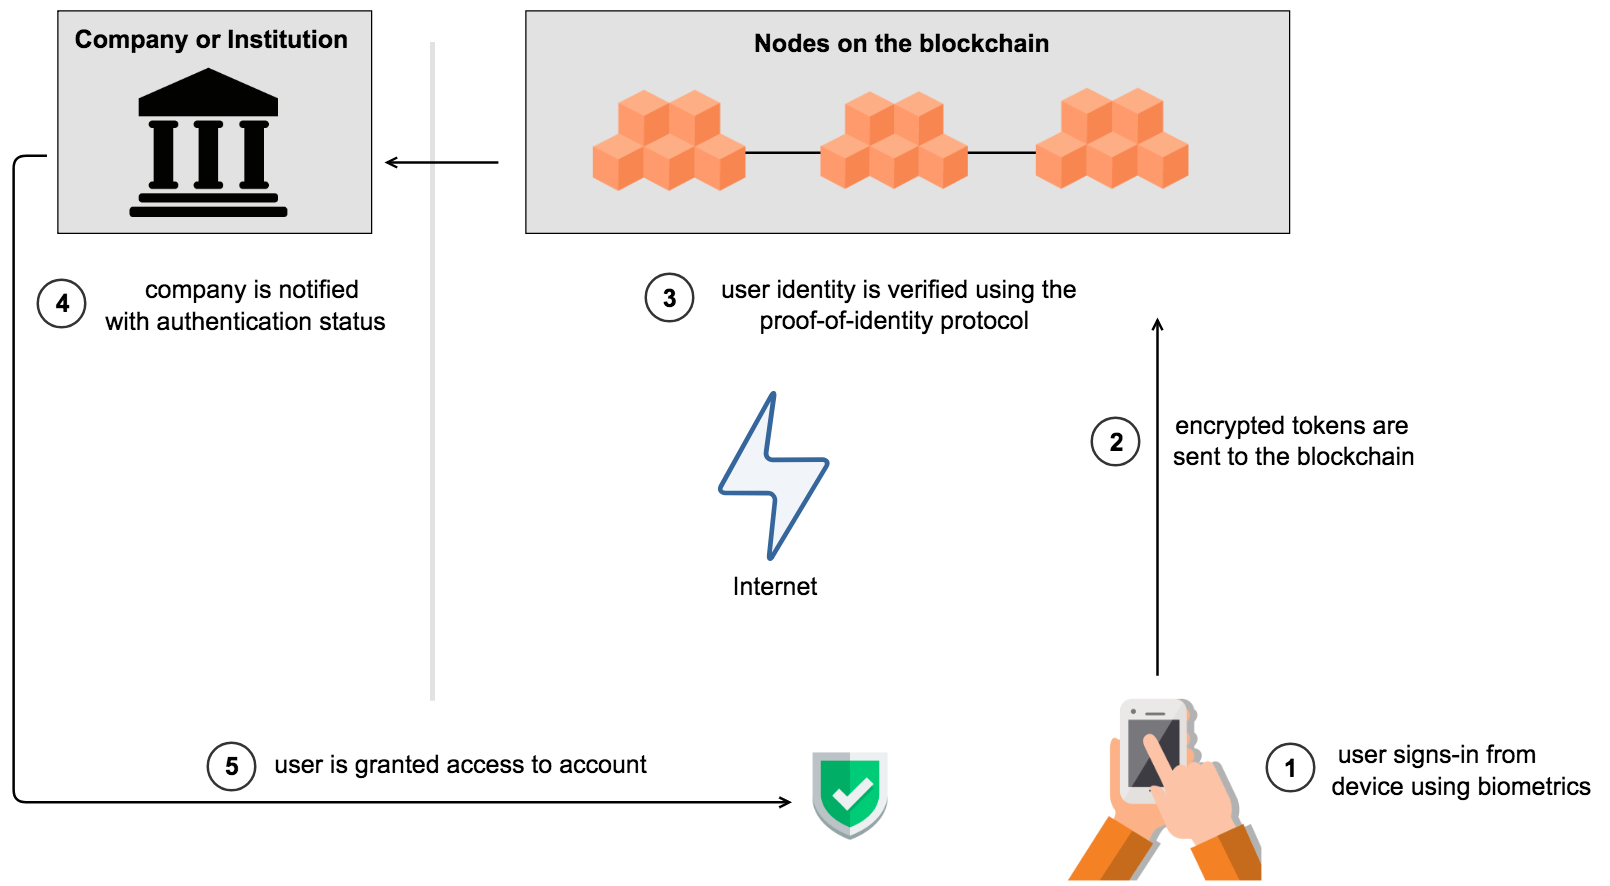 Company or Institution
Nodes on the blockchain
4
company is notified
with authentication status
3
user identity is verified using the
proof-of-identity protocol
2
encrypted tokens are
sent to the blockchain
Internet
5
user is granted access to account
1
user signs-in from
device using biometrics